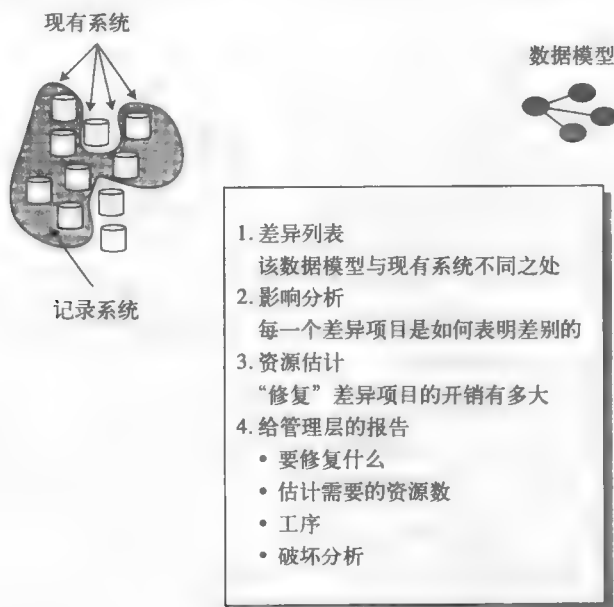 现有系统
数据模型
记录系统
1. 差异列表
该数据模型与现有系统不同之处
2. 影响分析
每一个差异项目是如何表明差别的
3. 资源估计
“修复”差异项目的开销有多大
4. 给管理层的报告
• 要修复什么
• 估计需要的资源数
• 工序
• 破坏分析